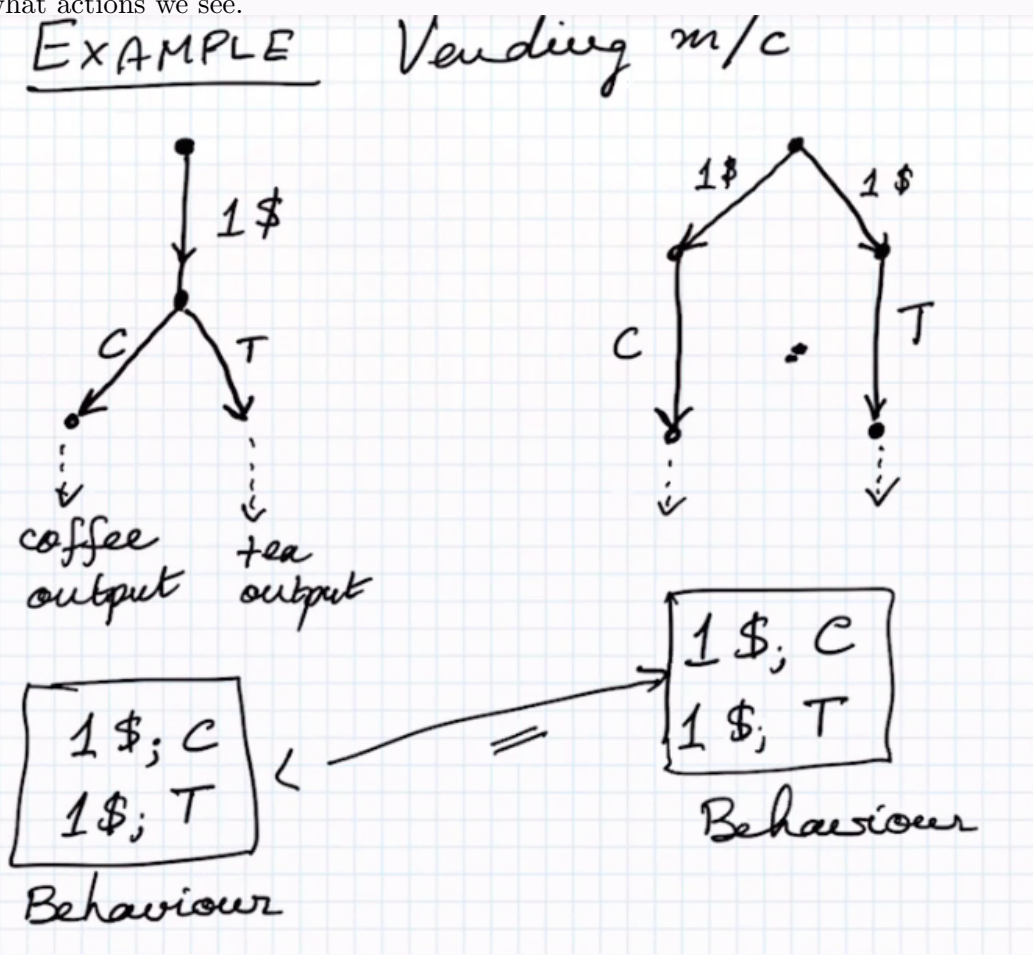 what actions we see.
EXAMPLE Vending m/c
1$
C T
coffee output
tea output
1$ 1$
C T
1$; C
1$; T
Behaviour
=
1$; C
1$; T
Behaviour